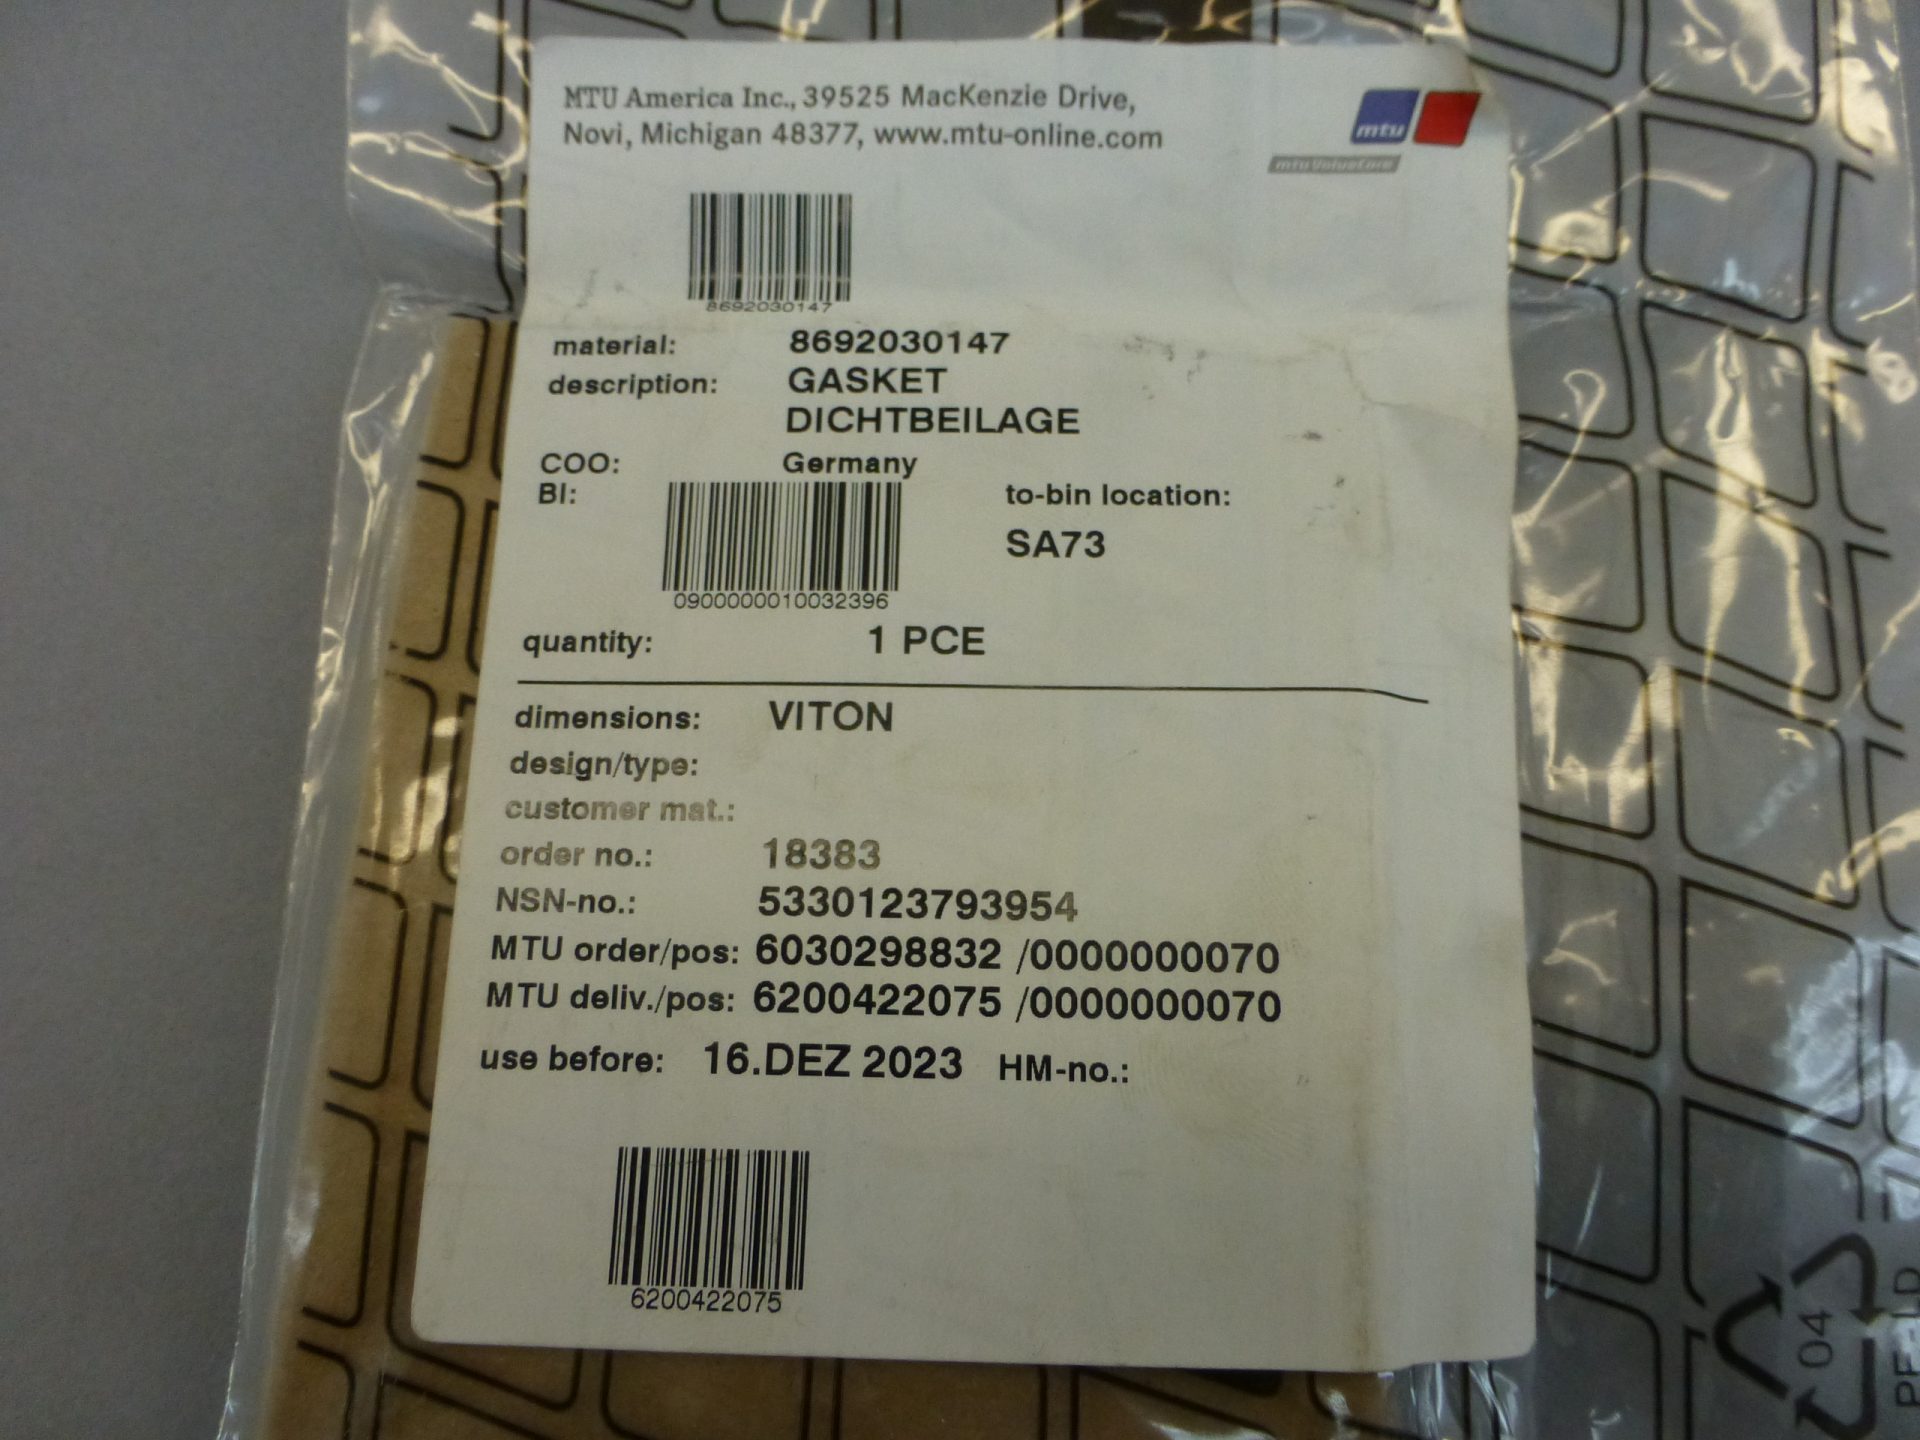 MTU America Inc., 39525 MacKenzie Drive,
Novi, Michigan 48377, www.mtu-online.com
mtu
mtuValueCare
8692030147
material: 8692030147
description: GASKET
DICHTBEILAGE
COO: Germany
BI: to-bin location:
SA73
0900000010032396
quantity: 1 PCE
dimensions: VITON
design/type:
customer mat.:
order no.: 18383
NSN-no.: 5330123793954
MTU order/pos: 6030298832 /0000000070
MTU deliv./pos: 6200422075 /0000000070
use before: 16.DEZ 2023 HM-no.:
6200422075
04
PE-LD